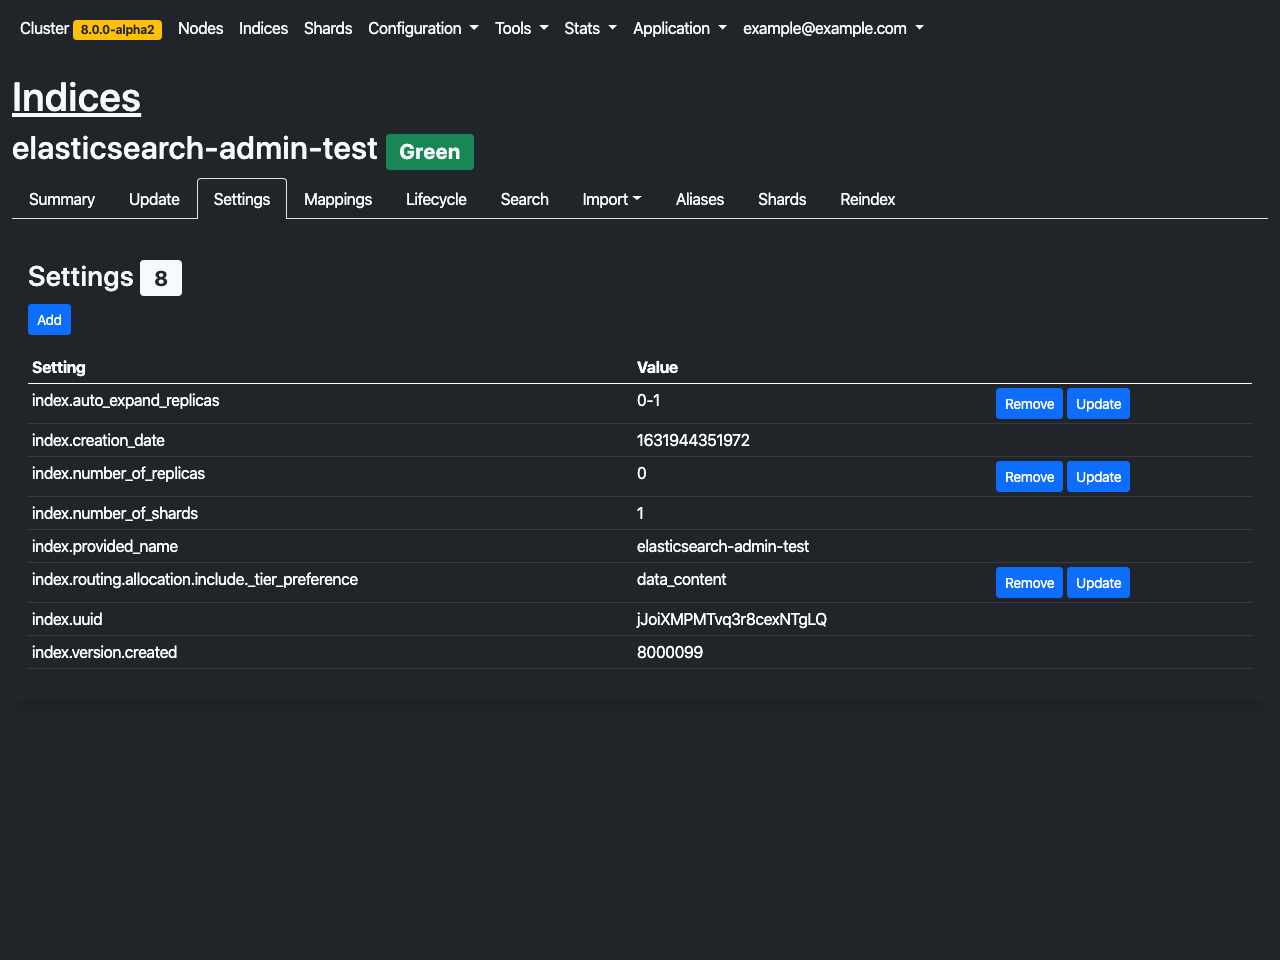 Cluster 8.0.0-alpha2 Nodes Indices Shards Configuration Tools Stats Application example@example.com
Indices
elasticsearch-admin-test Green
Summary Update Settings Mappings Lifecycle Search Import Aliases Shards Reindex
Settings 8
Add
Setting Value
index.auto_expand_replicas 0-1 Remove Update
index.creation_date 1631944351972
index.number_of_replicas 0 Remove Update
index.number_of_shards 1
index.provided_name elasticsearch-admin-test
index.routing.allocation.include._tier_preference data_content Remove Update
index.uuid jJoiXMPMTvq3r8cexNTgLQ
index.version.created 8000099